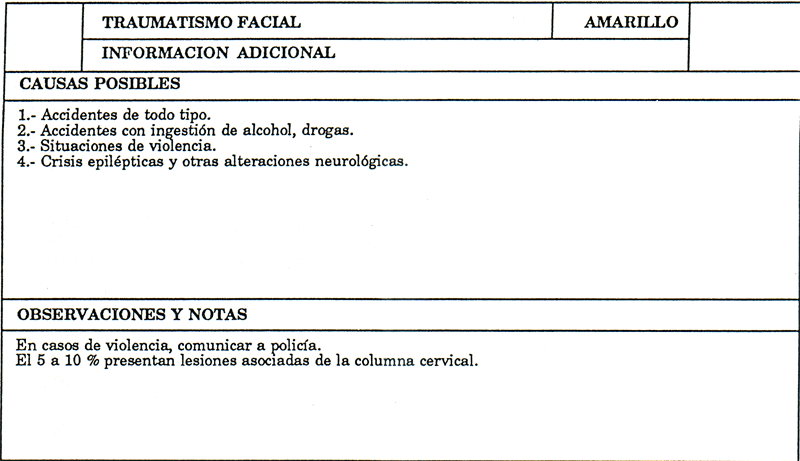 TRAUMATISMO FACIAL AMARILLO
INFORMACION ADICIONAL
CAUSAS POSIBLES
1.- Accidentes de todo tipo.
2.- Accidentes con ingestión de alcohol, drogas.
3.- Situaciones de violencia.
4.- Crisis epilépticas y otras alteraciones neurológicas.
OBSERVACIONES Y NOTAS
En casos de violencia, comunicar a policía.
El 5 a 10 % presentan lesiones asociadas de la columna cervical.